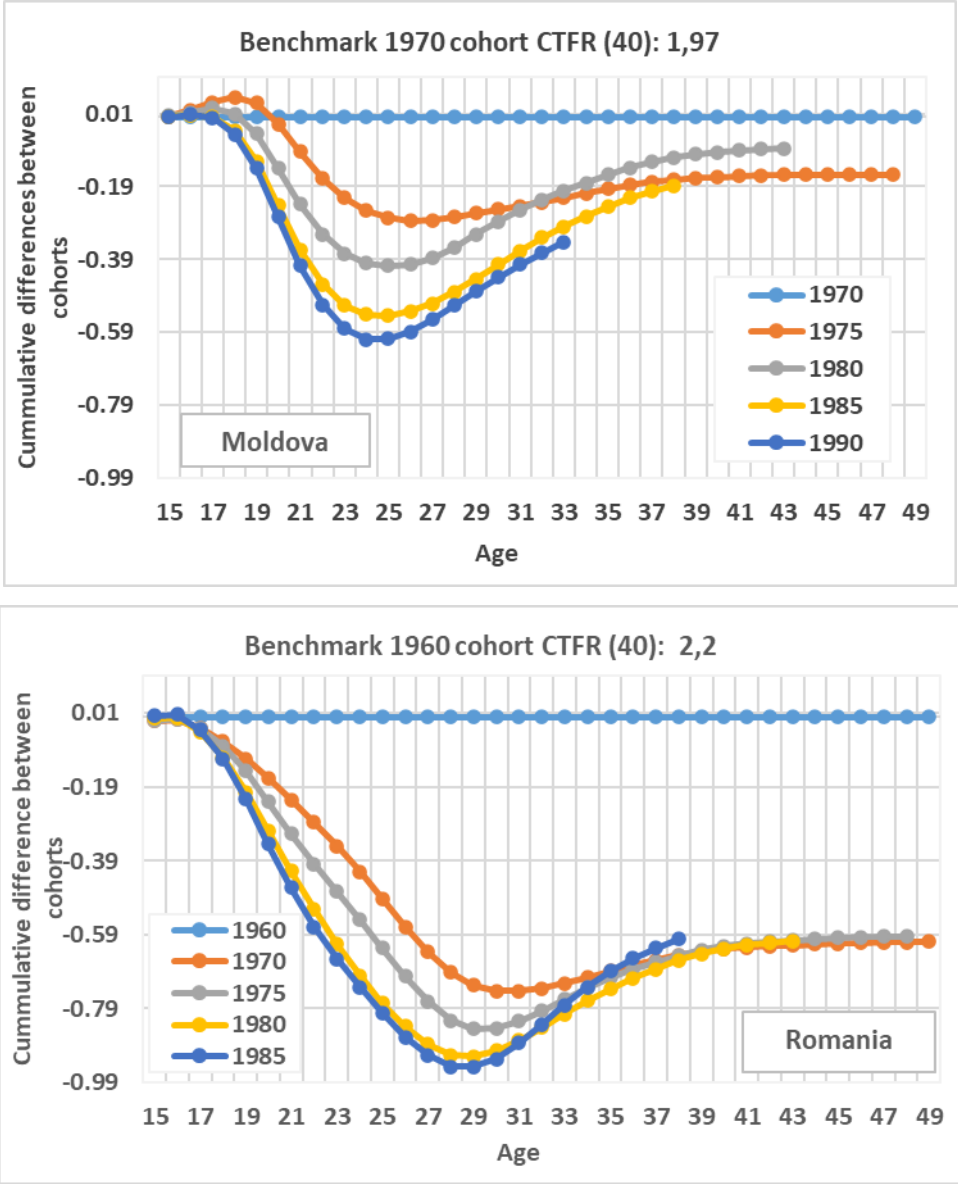 Benchmark 1970 cohort CTFR (40): 1,97
Cummulative differences between
cohorts
0.01
-0.19
-0.39
-0.59
-0.79
-0.99
1970
1975
1980
1985
1990
Moldova
15 17 19 21 23 25 27 29 31 33 35 37 39 41 43 45 47 49
Age
Benchmark 1960 cohort CTFR (40): 2,2
Cummulative difference between
cohorts
0.01
-0.19
-0.39
-0.59
-0.79
-0.99
1960
1970
1975
1980
1985
Romania
15 17 19 21 23 25 27 29 31 33 35 37 39 41 43 45 47 49
Age